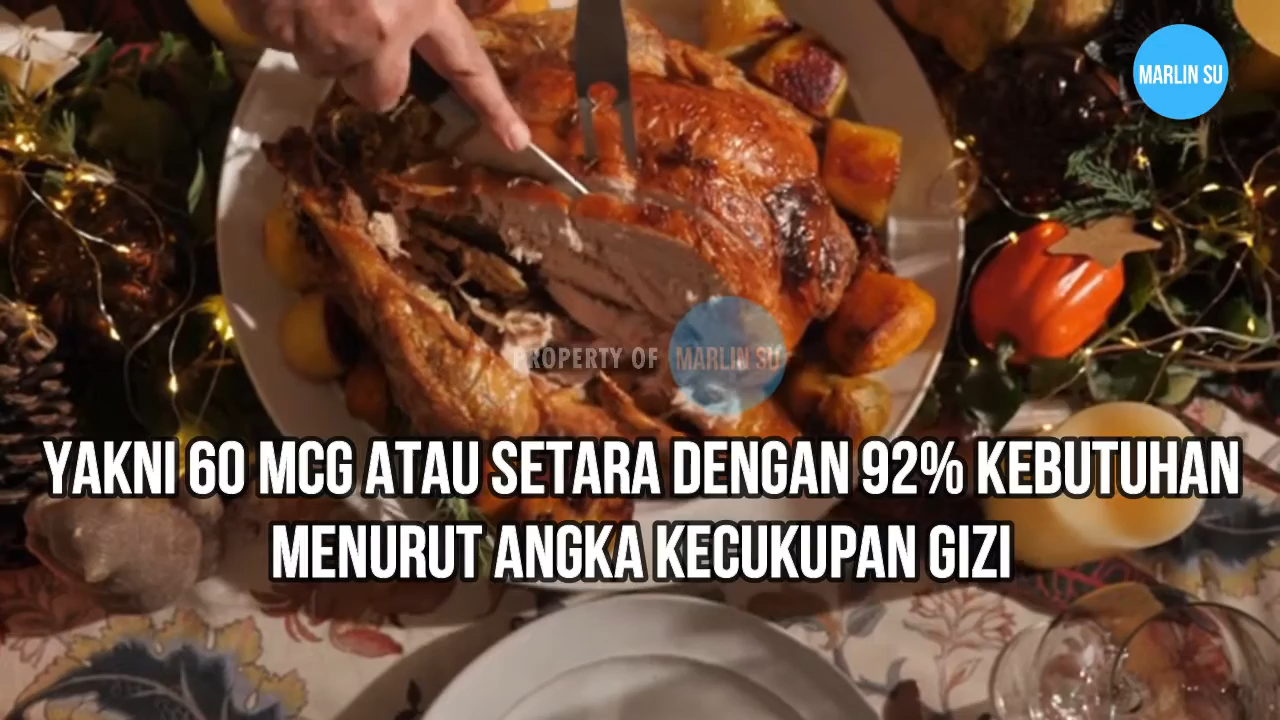 MARLIN SU
PROPERTY OF MARLIN SU
YAKNI 60 MCG ATAU SETARA DENGAN 92% KEBUTUHAN
MENURUT ANGKA KECUKUPAN GIZI